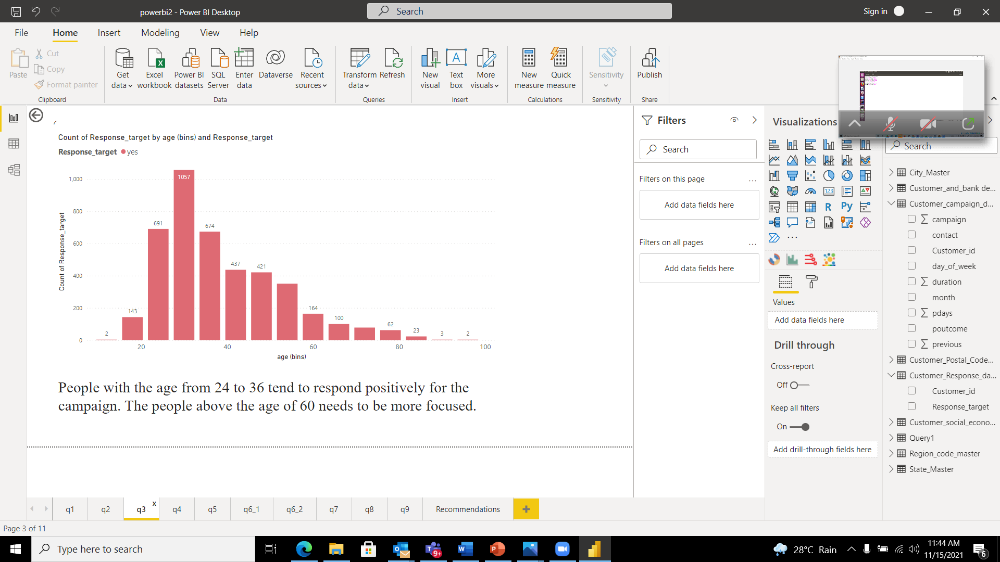 powerbi2 - Power BI Desktop
Search
Sign in
File Home Insert Modeling View Help
Paste
Cut
Copy
Format painter
Clipboard
Get data
Excel workbook
Power BI datasets
SQL Server
Enter data
Dataverse
Recent sources
Data
Transform data
Refresh
Queries
New visual
Text box
More visuals
Insert
New measure
Quick measure
Calculations
Sensitivity
Sensitivity
Publish
Share
Count of Response_target by age (bins) and Response_target
Response_target yes
Count of Response_target
1,000
800
600
400
200
0
2
143
691
1057
674
437
421
164
100
62
23
3
2
20 40 60 80 100
age (bins)
People with the age from 24 to 36 tend to respond positively for the
campaign. The people above the age of 60 needs to be more focused.
Filters
Search
Filters on this page ...
Add data fields here
Filters on all pages ...
Add data fields here
Visualizations
123
R
Py
...
Values
Add data fields here
Drill through
Cross-report
Off
Keep all filters
On
Add drill-through fields here
Search
City_Master
Customer_and_bank de...
Customer_campaign_d...
campaign
contact
Customer_id
day_of_week
duration
month
pdays
poutcome
previous
Customer_Postal_Code...
Customer_Response_da...
Customer_id
Response_target
Customer_social_econo...
Query1
Region_code_master
State_Master
q1 q2 q3 x q4 q5 q6_1 q6_2 q7 q8 q9 Recommendations +
Page 3 of 11
Type here to search
9+
28°C Rain
11:44 AM
11/15/2021
6